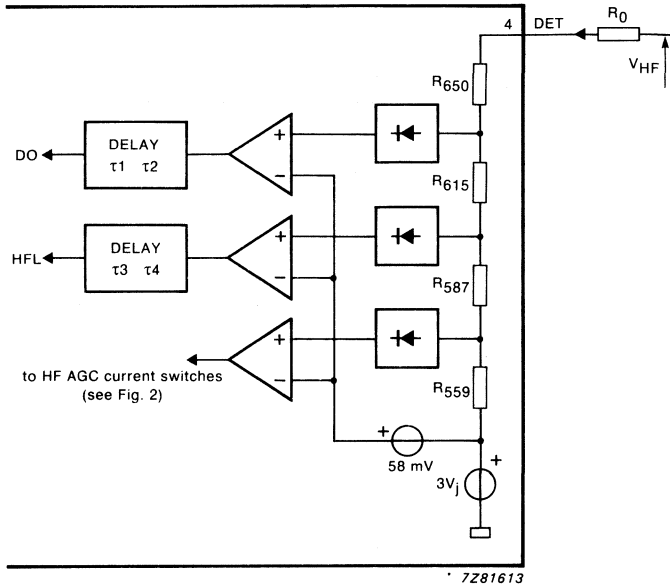 4 DET R0
VHF
R650
+
DELAY
τ1 τ2
DO
−
R615
+
DELAY
τ3 τ4
HFL
−
R587
+
to HF AGC current switches
(see Fig. 2)
−
R559
+
58 mV
+
3Vj
7Z81613